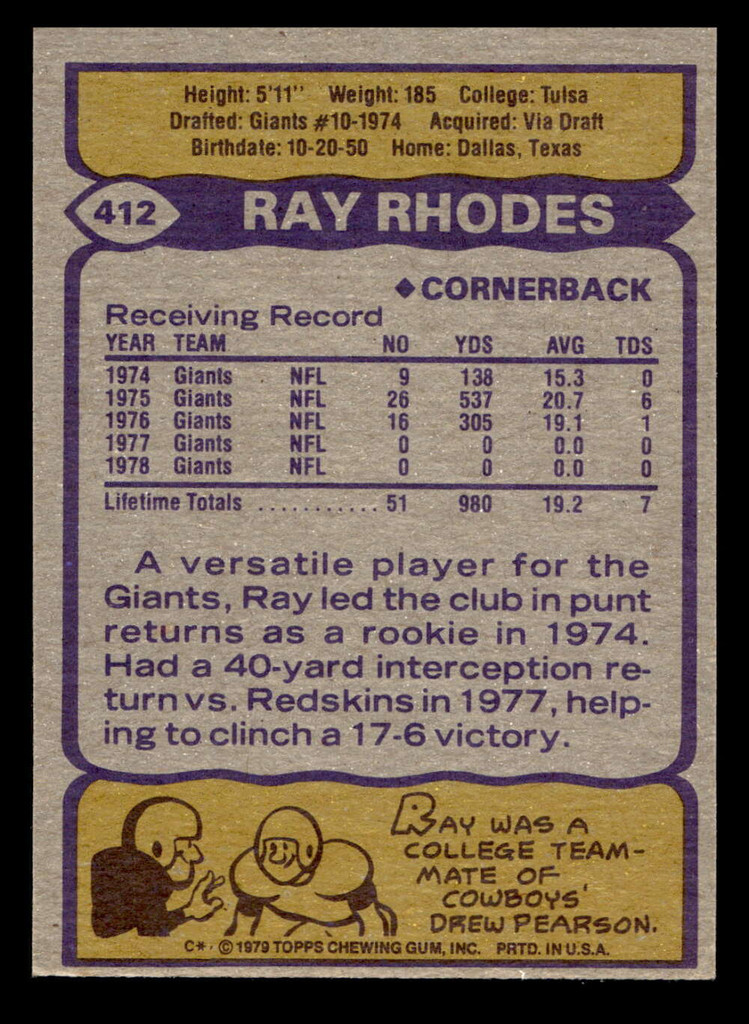 Height: 5'11'' Weight: 185 College: Tulsa
Drafted: Giants #10-1974 Acquired: Via Draft
Birthdate: 10-20-50 Home: Dallas, Texas
412 RAY RHODES
◆ CORNERBACK
Receiving Record
YEAR TEAM NO YDS AVG TDS
1974 Giants NFL 9 138 15.3 0
1975 Giants NFL 26 537 20.7 6
1976 Giants NFL 16 305 19.1 1
1977 Giants NFL 0 0 0.0 0
1978 Giants NFL 0 0 0.0 0
Lifetime Totals ........... 51 980 19.2 7
A versatile player for the
Giants, Ray led the club in punt
returns as a rookie in 1974.
Had a 40-yard interception re-
turn vs. Redskins in 1977, help-
ing to clinch a 17-6 victory.
RAY WAS A
COLLEGE TEAM-
MATE OF
COWBOYS'
DREW PEARSON.
C*· © 1979 TOPPS CHEWING GUM, INC. PRTD. IN U.S.A.